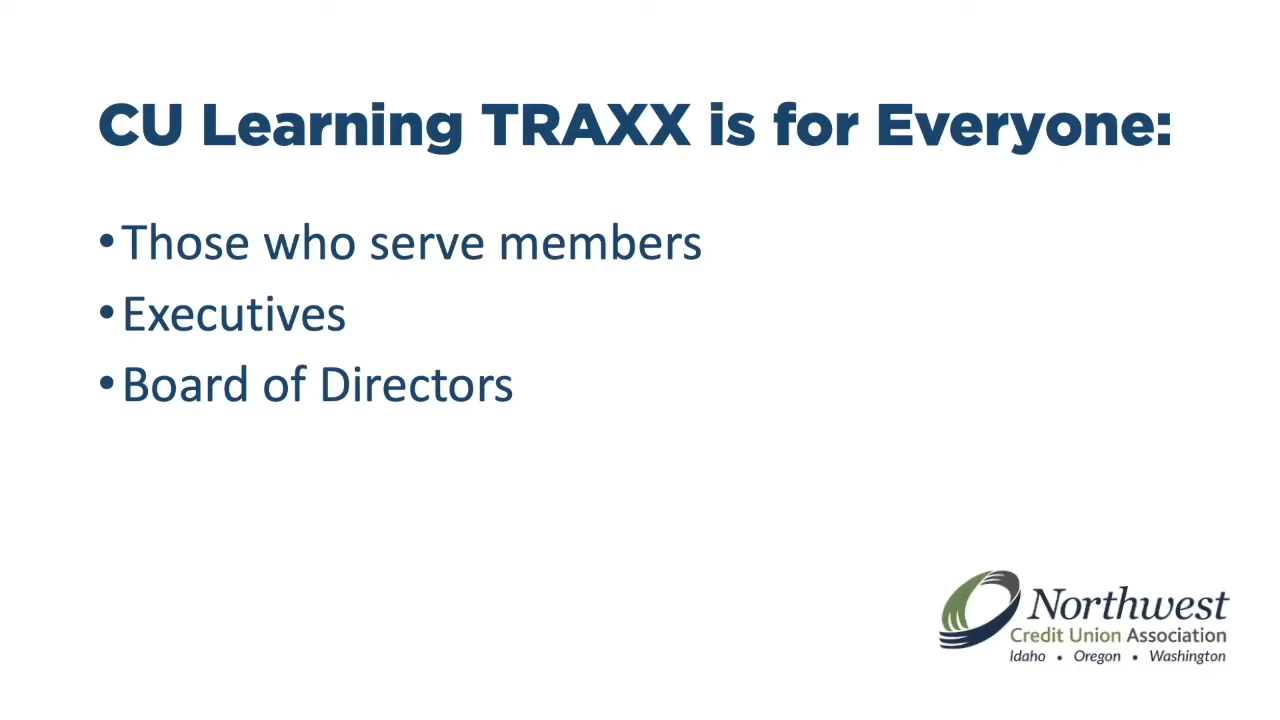 CU Learning TRAXX is for Everyone:
•Those who serve members
•Executives
•Board of Directors
Northwest
Credit Union Association
Idaho • Oregon • Washington